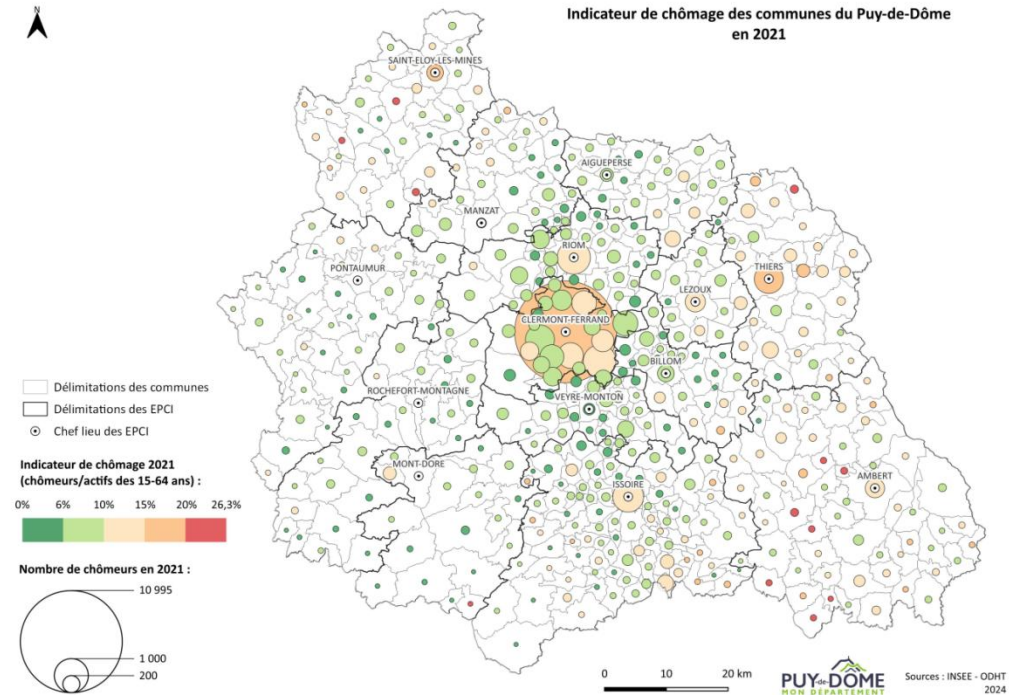 N
Indicateur de chômage des communes du Puy-de-Dôme
en 2021
SAINT-ELOY-LES-MINES
AIGUEPERSE
MANZAT
RIOM
PONTAUMUR
THIERS
LEZOUX
CLERMONT-FERRAND
BILLOM
ROCHEFORT-MONTAGNE
VEYRE-MONTON
MONT-DORE
ISSOIRE
AMBERT
Délimitations des communes
Délimitations des EPCI
Chef lieu des EPCI
Indicateur de chômage 2021
(chômeurs/actifs des 15-64 ans) :
0% 6% 10% 15% 20% 26,3%
Nombre de chômeurs en 2021 :
10 995
1 000
200
0 10 20 km
PUY-de-DÔME
MON DÉPARTEMENT
Sources : INSEE - ODHT
2024